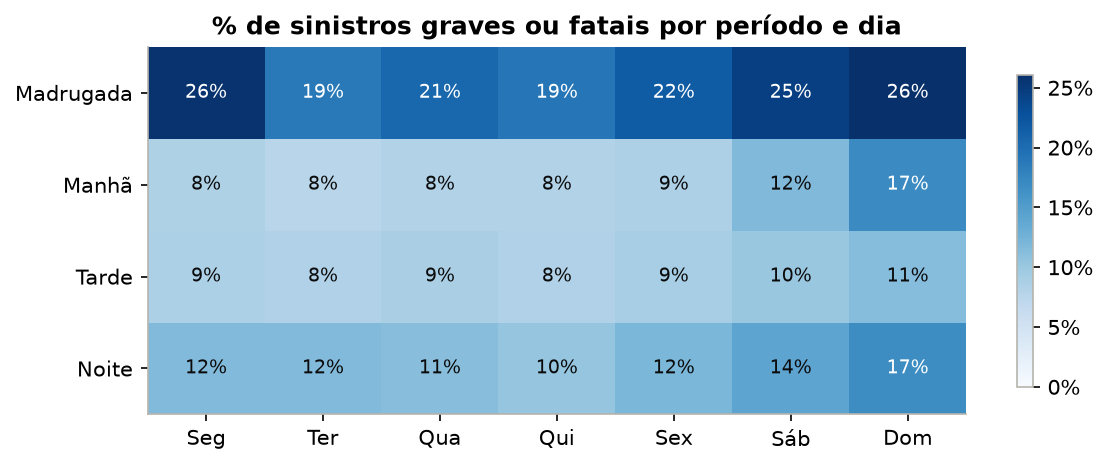 % de sinistros graves ou fatais por período e dia
Madrugada 26% 19% 21% 19% 22% 25% 26%
Manhã 8% 8% 8% 8% 9% 12% 17%
Tarde 9% 8% 9% 8% 9% 10% 11%
Noite 12% 12% 11% 10% 12% 14% 17%
Seg Ter Qua Qui Sex Sáb Dom
25%
20%
15%
10%
5%
0%